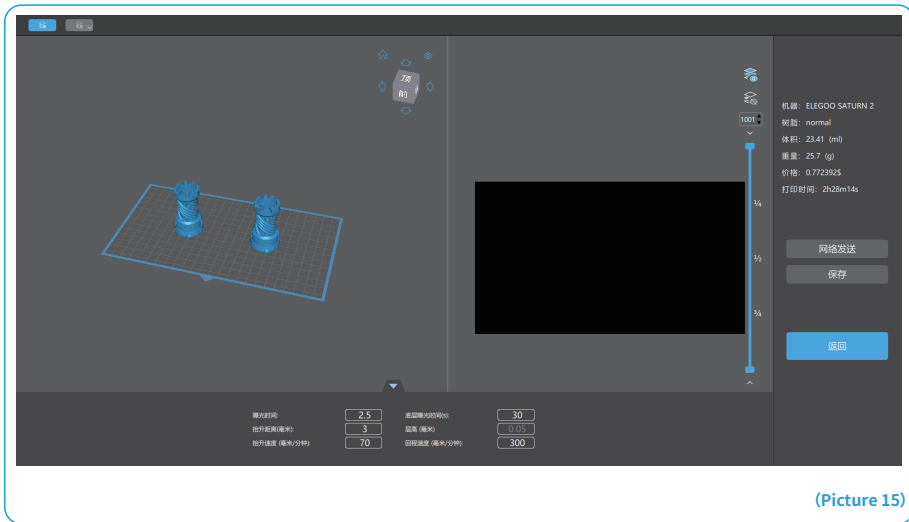 顶
前
1001
¼
½
¾
机器: ELEGOO SATURN 2
树脂: normal
体积: 23.41 (ml)
重量: 25.7 (g)
价格: 0.772392$
打印时间: 2h28m14s
网络发送
保存
返回
曝光时间: 2.5 底层曝光时间(s): 30
抬升距离(毫米): 3 层高 (毫米) 0.05
抬升速度 (毫米/分钟): 70 回程速度 (毫米/分钟): 300
(Picture 15)